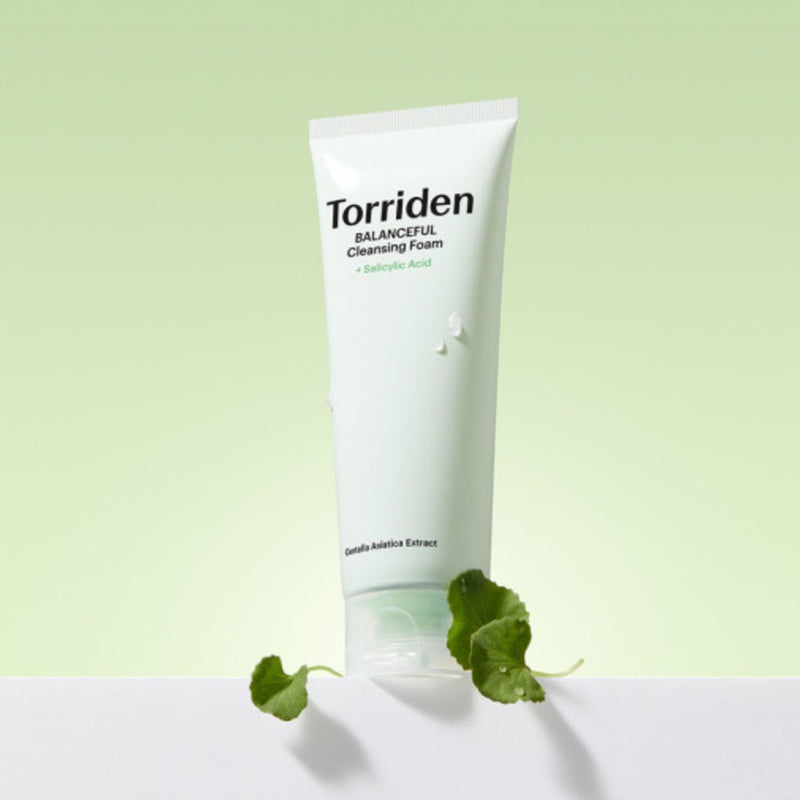 Torriden
BALANCEFUL
Cleansing Foam
+ Salicylic Acid
Centella Asiatica Extract